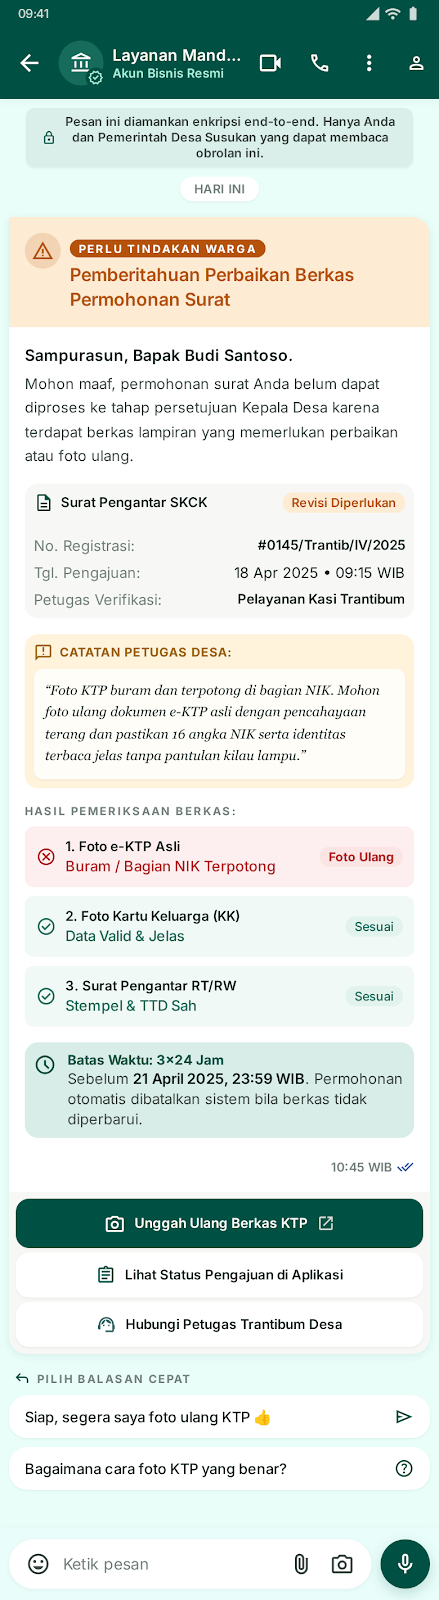 09:41
Layanan Mand...
Akun Bisnis Resmi
Pesan ini diamankan enkripsi end-to-end. Hanya Anda
dan Pemerintah Desa Susukan yang dapat membaca
obrolan ini.
HARI INI
PERLU TINDAKAN WARGA
Pemberitahuan Perbaikan Berkas
Permohonan Surat
Sampurasun, Bapak Budi Santoso.
Mohon maaf, permohonan surat Anda belum dapat
diproses ke tahap persetujuan Kepala Desa karena
terdapat berkas lampiran yang memerlukan perbaikan
atau foto ulang.
Surat Pengantar SKCK Revisi Diperlukan
No. Registrasi: #0145/Trantib/IV/2025
Tgl. Pengajuan: 18 Apr 2025 • 09:15 WIB
Petugas Verifikasi: Pelayanan Kasi Trantibum
CATATAN PETUGAS DESA:
“Foto KTP buram dan terpotong di bagian NIK. Mohon
foto ulang dokumen e-KTP asli dengan pencahayaan
terang dan pastikan 16 angka NIK serta identitas
terbaca jelas tanpa pantulan kilau lampu.”
HASIL PEMERIKSAAN BERKAS:
1. Foto e-KTP Asli
Buram / Bagian NIK Terpotong Foto Ulang
2. Foto Kartu Keluarga (KK)
Data Valid & Jelas Sesuai
3. Surat Pengantar RT/RW
Stempel & TTD Sah Sesuai
Batas Waktu: 3×24 Jam
Sebelum 21 April 2025, 23:59 WIB. Permohonan
otomatis dibatalkan sistem bila berkas tidak
diperbarui.
10:45 WIB
Unggah Ulang Berkas KTP
Lihat Status Pengajuan di Aplikasi
Hubungi Petugas Trantibum Desa
PILIH BALASAN CEPAT
Siap, segera saya foto ulang KTP 👍
Bagaimana cara foto KTP yang benar?
Ketik pesan